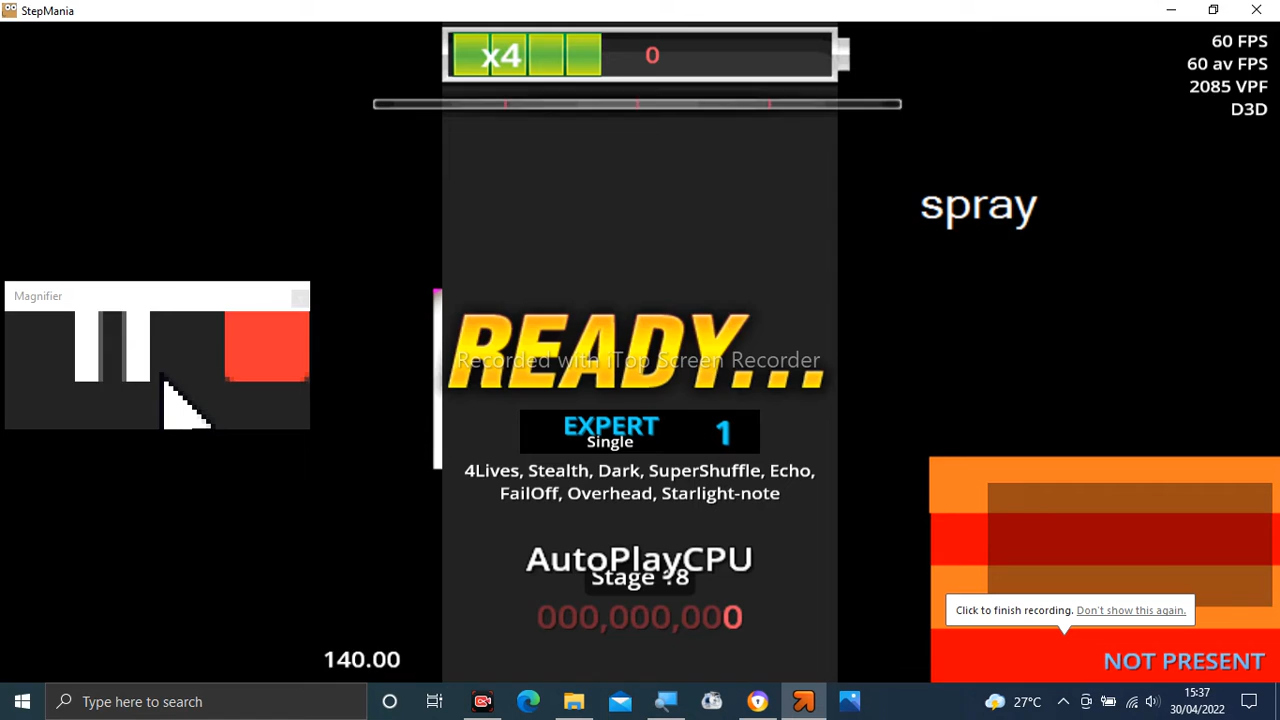 StepMania
x4
0
60 FPS
60 av FPS
2085 VPF
D3D
spray
Magnifier
READY...
Recorded with iTop Screen Recorder
EXPERT 1
Single
4Lives, Stealth, Dark, SuperShuffle, Echo,
FailOff, Overhead, Starlight-note
AutoPlayCPU
Stage 18
000,000,000
Click to finish recording. Don't show this again.
140.00
NOT PRESENT
Type here to search
27°C
15:37
30/04/2022